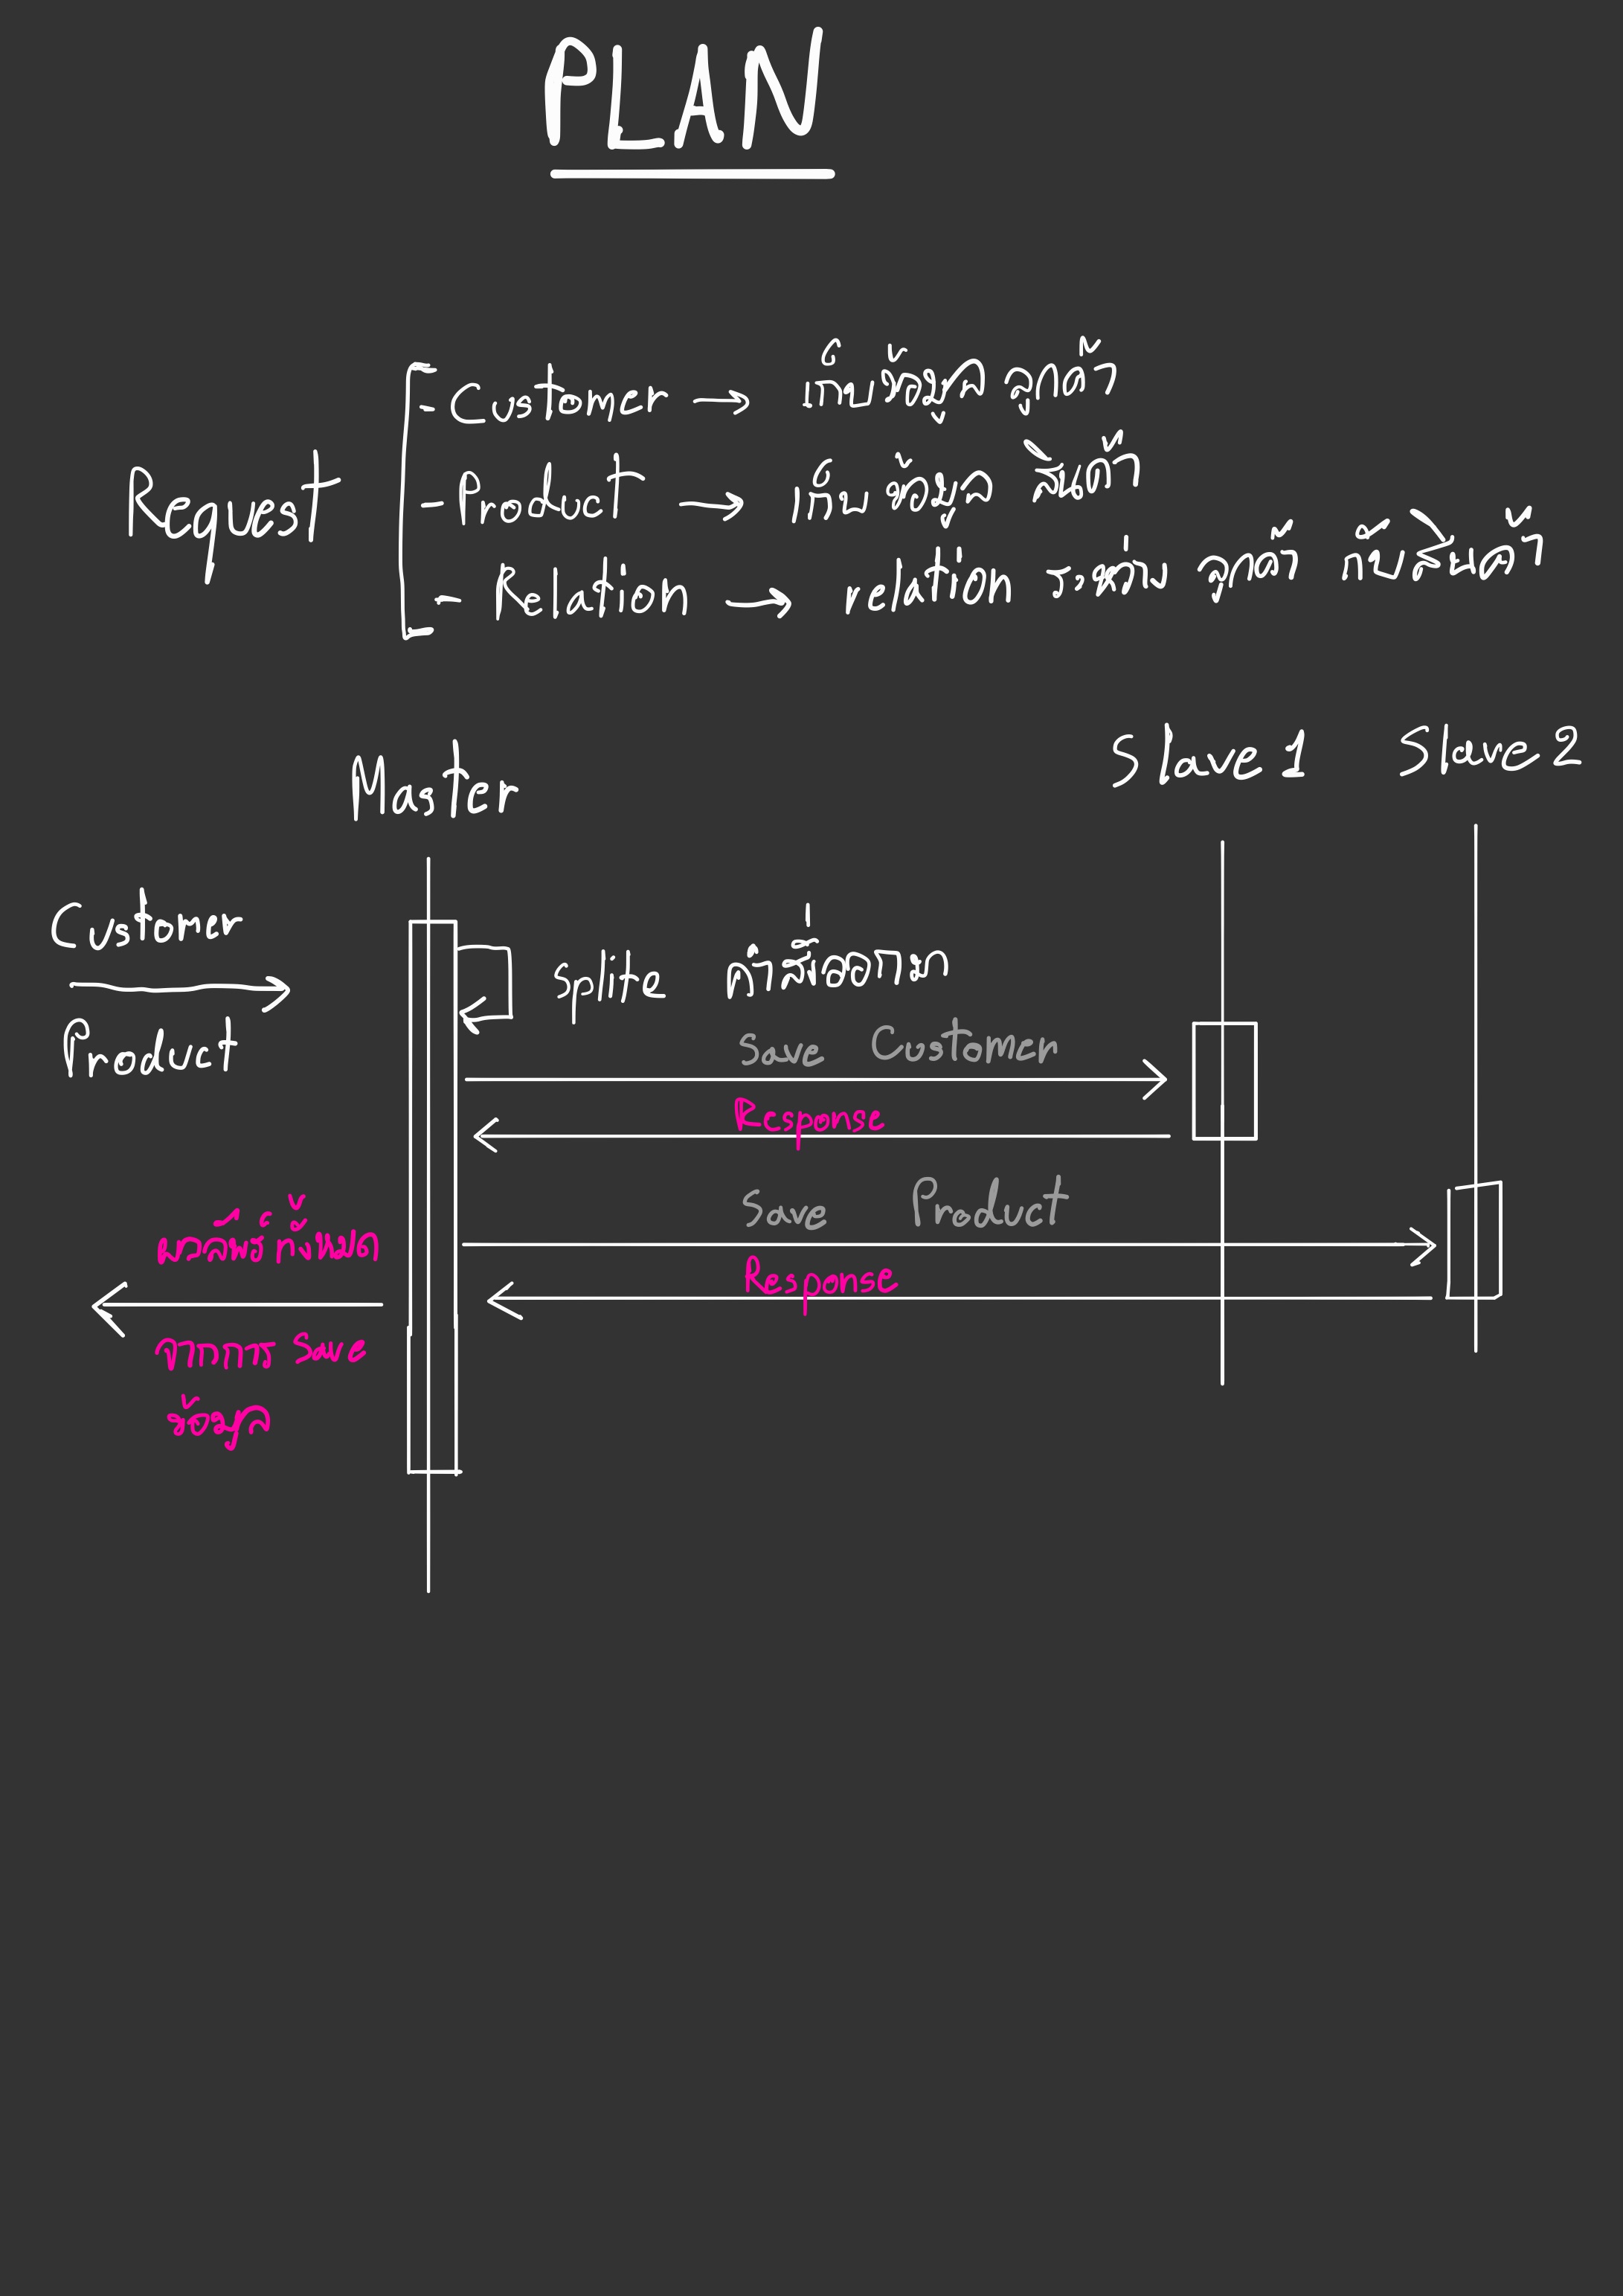 PLAN
Request
- Customer → เก็บข้อมูล ลูกค้า
- Product → เก็บ ข้อมูล สินค้า
- Relation → relation ระหว่าง ลูกค้า กับสินค้า
Master
Slave 1
Slave 2
Customer
Product
splite คำสั่งออกมา
save Customer
Response
Save Product
Response
ผลลัพธ์ ทั้งหมด
จากการ Save
ข้อมูล